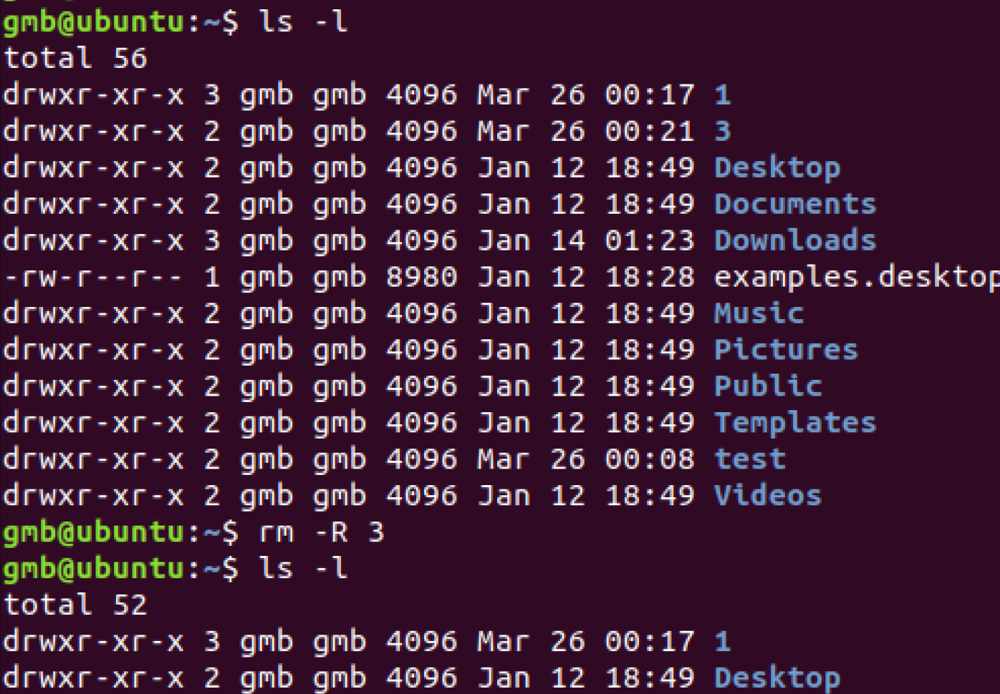 gmb@ubuntu:~$ ls -l
total 56
drwxr-xr-x 3 gmb gmb 4096 Mar 26 00:17 1
drwxr-xr-x 2 gmb gmb 4096 Mar 26 00:21 3
drwxr-xr-x 2 gmb gmb 4096 Jan 12 18:49 Desktop
drwxr-xr-x 2 gmb gmb 4096 Jan 12 18:49 Documents
drwxr-xr-x 3 gmb gmb 4096 Jan 14 01:23 Downloads
-rw-r--r-- 1 gmb gmb 8980 Jan 12 18:28 examples.desktop
drwxr-xr-x 2 gmb gmb 4096 Jan 12 18:49 Music
drwxr-xr-x 2 gmb gmb 4096 Jan 12 18:49 Pictures
drwxr-xr-x 2 gmb gmb 4096 Jan 12 18:49 Public
drwxr-xr-x 2 gmb gmb 4096 Jan 12 18:49 Templates
drwxr-xr-x 2 gmb gmb 4096 Mar 26 00:08 test
drwxr-xr-x 2 gmb gmb 4096 Jan 12 18:49 Videos
gmb@ubuntu:~$ rm -R 3
gmb@ubuntu:~$ ls -l
total 52
drwxr-xr-x 3 gmb gmb 4096 Mar 26 00:17 1
drwxr-xr-x 2 gmb gmb 4096 Jan 12 18:49 Desktop